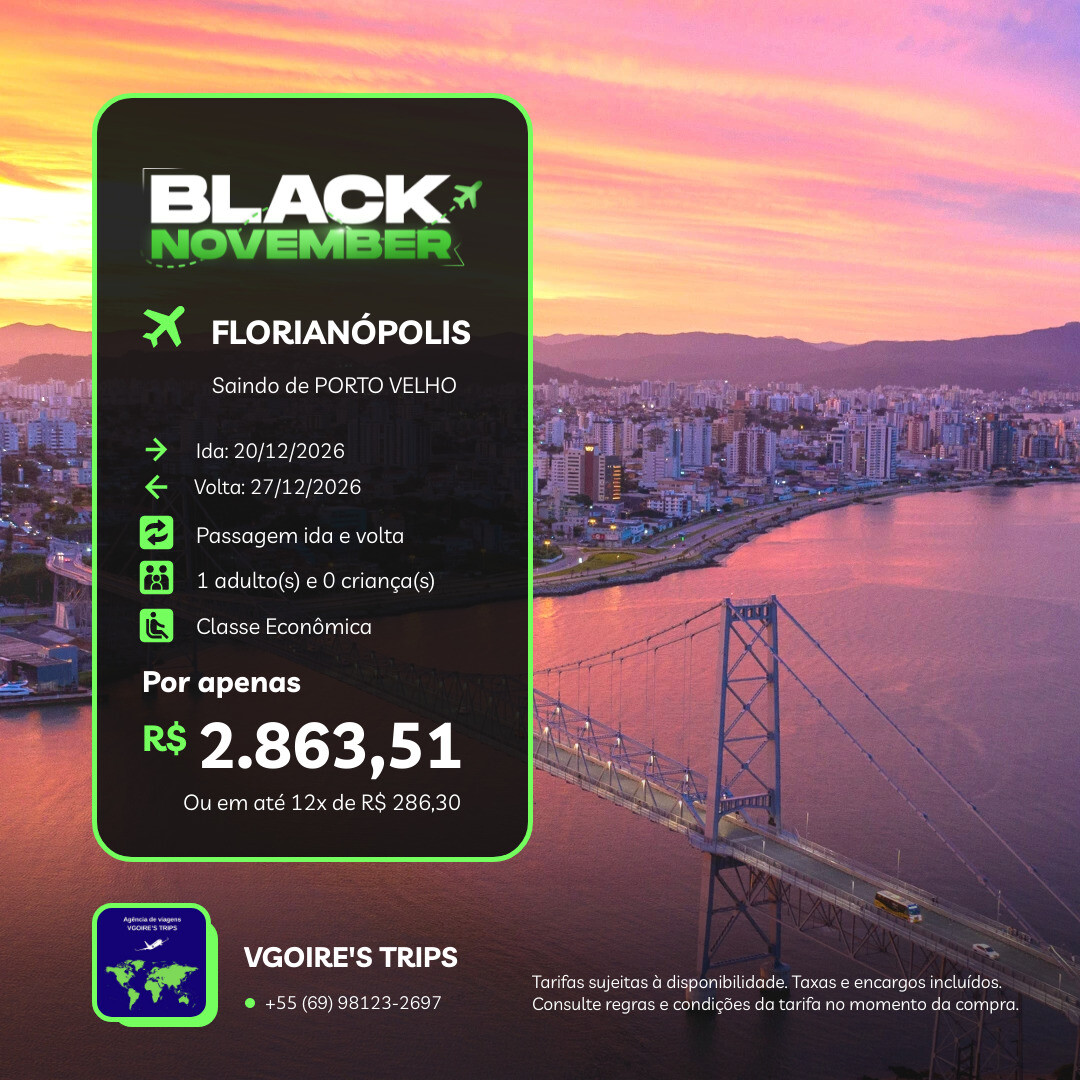 BLACK
NOVEMBER
FLORIANÓPOLIS
Saindo de PORTO VELHO
Ida: 20/12/2026
Volta: 27/12/2026
Passagem ida e volta
1 adulto(s) e 0 criança(s)
Classe Econômica
Por apenas
R$ 2.863,51
Ou em até 12x de R$ 286,30
Agência de viagens
VGOIRE'S TRIPS
VGOIRE'S TRIPS
+55 (69) 98123-2697
Tarifas sujeitas à disponibilidade. Taxas e encargos incluídos.
Consulte regras e condições da tarifa no momento da compra.